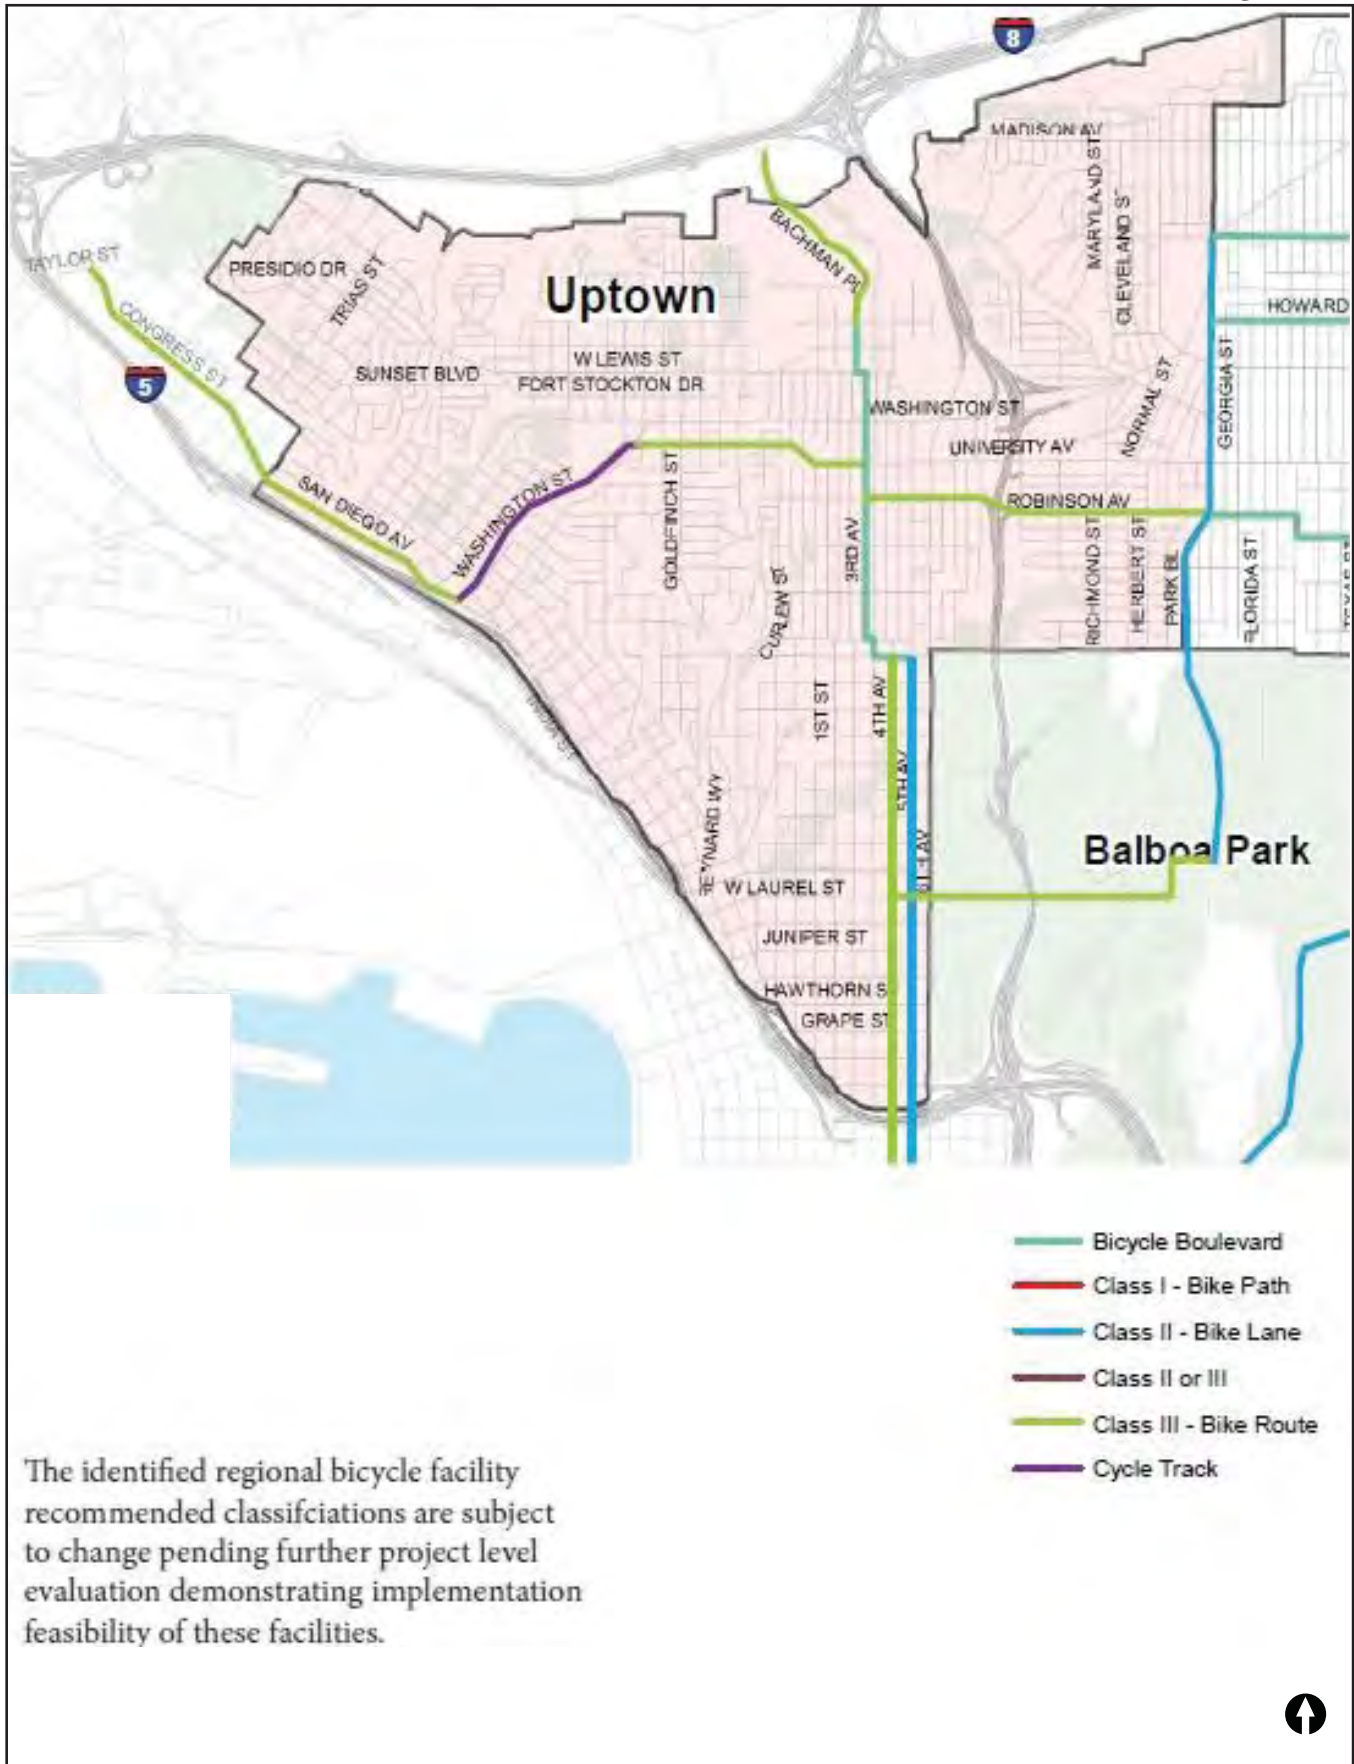 8
MADISON AV
MARYLAND ST
CLEVELAND S
TAYLOR ST
PRESIDIO DR
TRIAS ST
BACHMAN PL
Uptown
CONGRESS ST
HOWARD
5
SUNSET BLVD
W LEWIS ST
FORT STOCKTON DR
WASHINGTON ST
NORMAL ST
GEORGIA ST
UNIVERSITY AV
SAN DIEGO AV
WASHINGTON ST
GOLDFINCH ST
ROBINSON AV
3RD AV
RICHMOND ST
HERBERT ST
PARK BL
FLORIDA ST
CURLEW ST
1ST ST
4TH AV
5TH AV
REYNARD WY
Balboa Park
W LAUREL ST
JUNIPER ST
HAWTHORN S
GRAPE ST
Bicycle Boulevard
Class I - Bike Path
Class II - Bike Lane
Class II or III
Class III - Bike Route
Cycle Track
The identified regional bicycle facility
recommended classifciations are subject
to change pending further project level
evaluation demonstrating implementation
feasibility of these facilities.